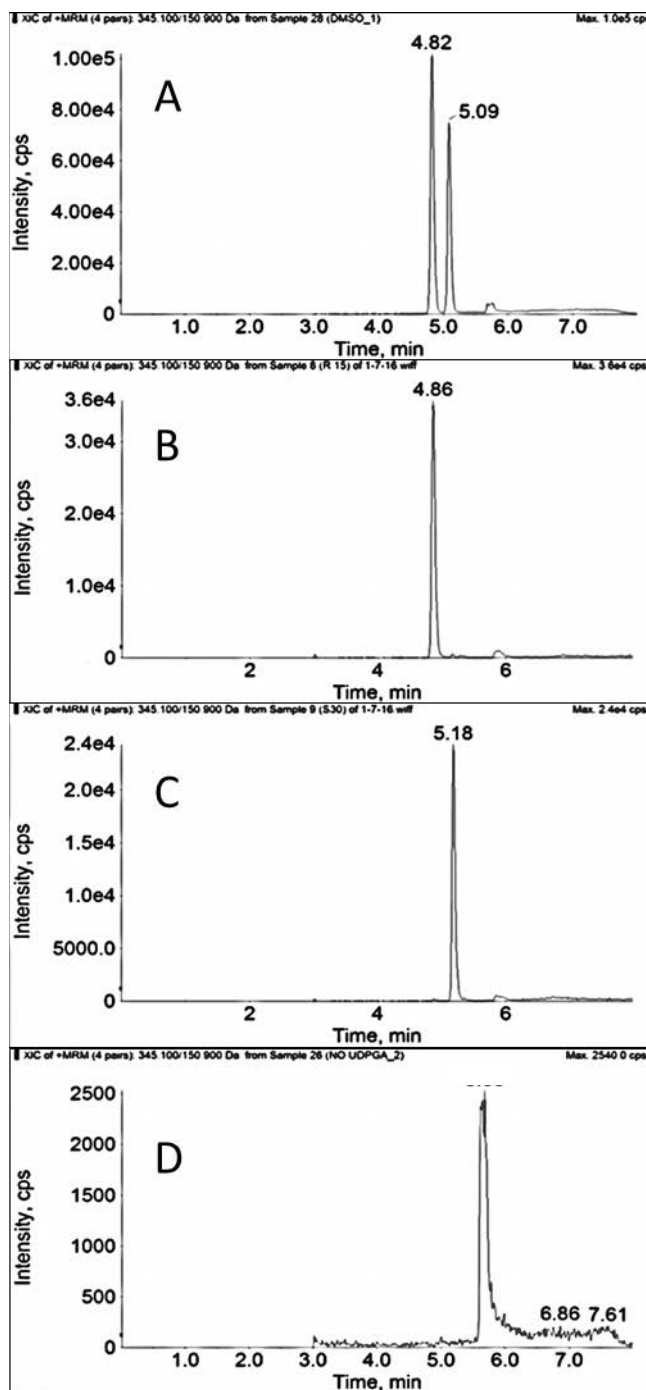 XIC of +MRM (4 pairs): 345.100/150.900 Da from Sample 28 (DMSO_1) Max. 1.0e5 cps
4.82
1.00e5
A
5.09
8.00e4
6.00e4
4.00e4
2.00e4
0
Intensity, cps
1.0 2.0 3.0 4.0 5.0 6.0 7.0
Time, min
XIC of +MRM (4 pairs): 345.100/150.900 Da from Sample 8 (R 15) of 1-7-16.wiff Max. 3.6e4 cps
4.86
3.6e4
B
3.0e4
2.0e4
1.0e4
0
Intensity, cps
2 4 6
Time, min
XIC of +MRM (4 pairs): 345.100/150.900 Da from Sample 9 (S30) of 1-7-16.wiff Max. 2.4e4 cps
5.18
2.4e4
C
2.0e4
1.5e4
1.0e4
5000.0
0
Intensity, cps
2 4 6
Time, min
XIC of +MRM (4 pairs): 345.100/150.900 Da from Sample 26 (NO UDPGA_2) Max. 2540.0 cps
2500
D
2000
1500
1000
500
6.86 7.61
0
Intensity, cps
1.0 2.0 3.0 4.0 5.0 6.0 7.0
Time, min